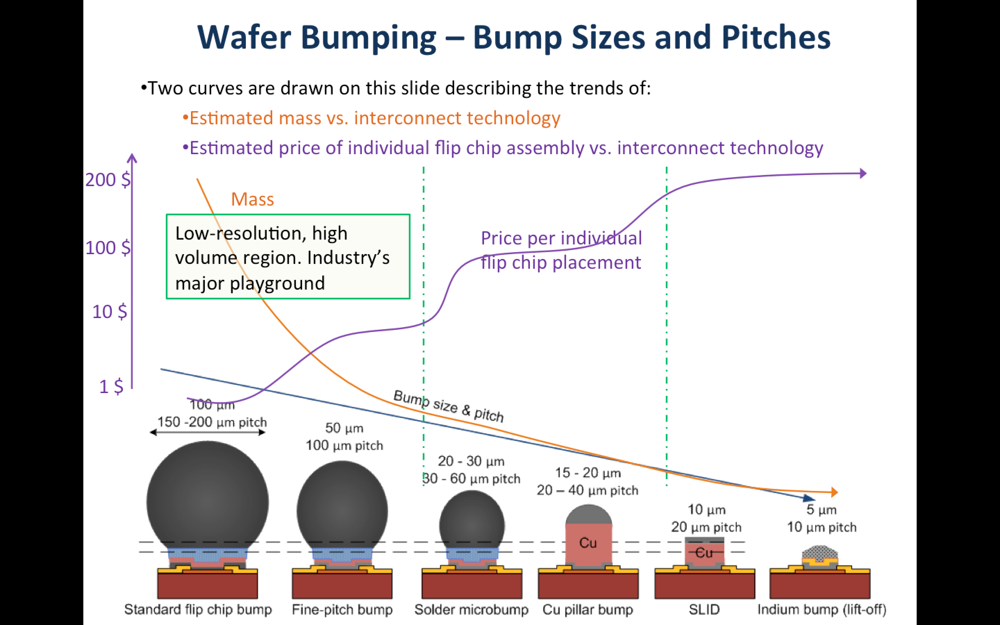 Wafer Bumping – Bump Sizes and Pitches
•Two curves are drawn on this slide describing the trends of:
•Estimated mass vs. interconnect technology
•Estimated price of individual flip chip assembly vs. interconnect technology
200 $
Mass
Low-resolution, high
volume region. Industry’s
major playground
Price per individual
flip chip placement
100 $
10 $
1 $
Bump size & pitch
100 µm
150 -200 µm pitch
50 µm
100 µm pitch
20 - 30 µm
30 - 60 µm pitch
15 - 20 µm
20 – 40 µm pitch
10 µm
20 µm pitch
5 µm
10 µm pitch
Cu
Cu
Standard flip chip bump
Fine-pitch bump
Solder microbump
Cu pillar bump
SLID
Indium bump (lift-off)